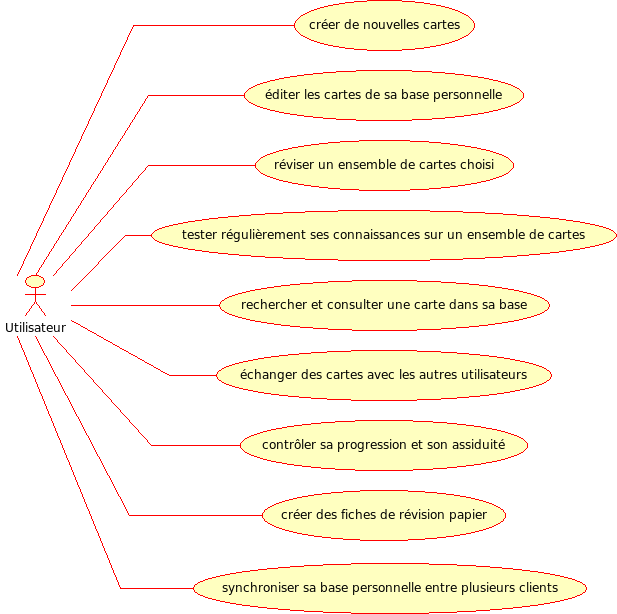 créer de nouvelles cartes
éditer les cartes de sa base personnelle
réviser un ensemble de cartes choisi
tester régulièrement ses connaissances sur un ensemble de cartes
rechercher et consulter une carte dans sa base
Utilisateur
échanger des cartes avec les autres utilisateurs
contrôler sa progression et son assiduité
créer des fiches de révision papier
synchroniser sa base personnelle entre plusieurs clients